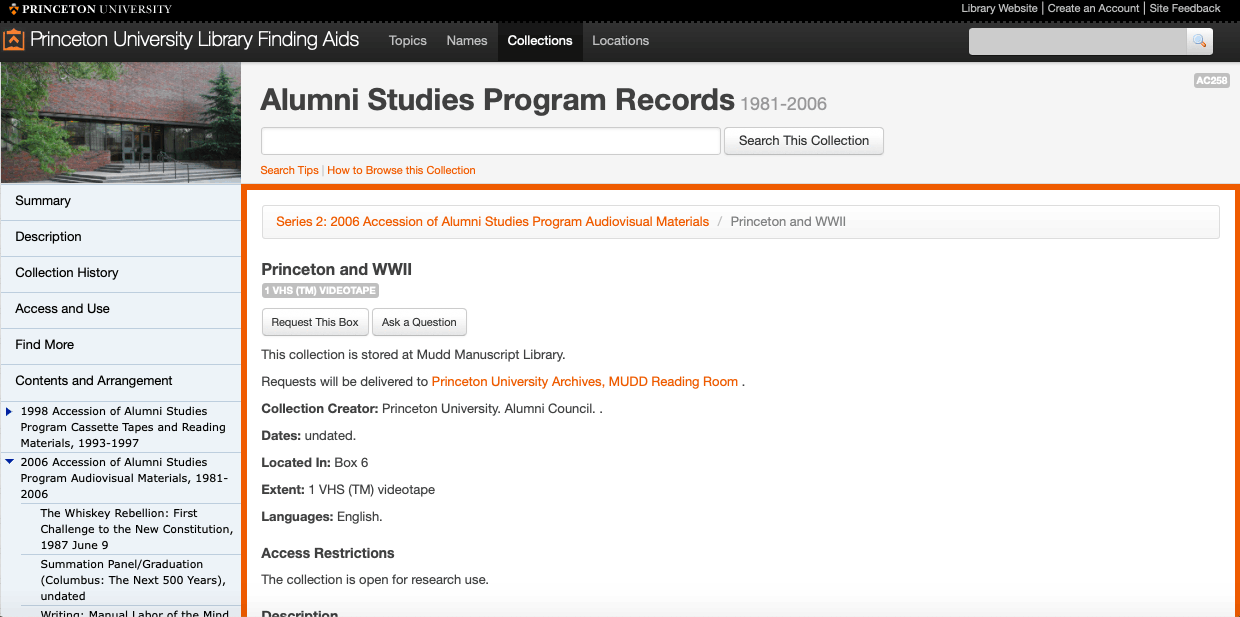 PRINCETON UNIVERSITY
Library Website | Create an Account | Site Feedback
Princeton University Library Finding Aids
Topics Names Collections Locations
AC258
Alumni Studies Program Records 1981-2006
Search This Collection
Search Tips | How to Browse this Collection
Summary
Description
Collection History
Access and Use
Find More
Contents and Arrangement
1998 Accession of Alumni Studies
Program Cassette Tapes and Reading
Materials, 1993-1997
2006 Accession of Alumni Studies
Program Audiovisual Materials, 1981-
2006
The Whiskey Rebellion: First
Challenge to the New Constitution,
1987 June 9
Summation Panel/Graduation
(Columbus: The Next 500 Years),
undated
Writing: Manual Labor of the Mind
Series 2: 2006 Accession of Alumni Studies Program Audiovisual Materials / Princeton and WWII
Princeton and WWII
1 VHS (TM) VIDEOTAPE
Request This Box Ask a Question
This collection is stored at Mudd Manuscript Library.
Requests will be delivered to Princeton University Archives, MUDD Reading Room .
Collection Creator: Princeton University. Alumni Council. .
Dates: undated.
Located In: Box 6
Extent: 1 VHS (TM) videotape
Languages: English.
Access Restrictions
The collection is open for research use.
Description